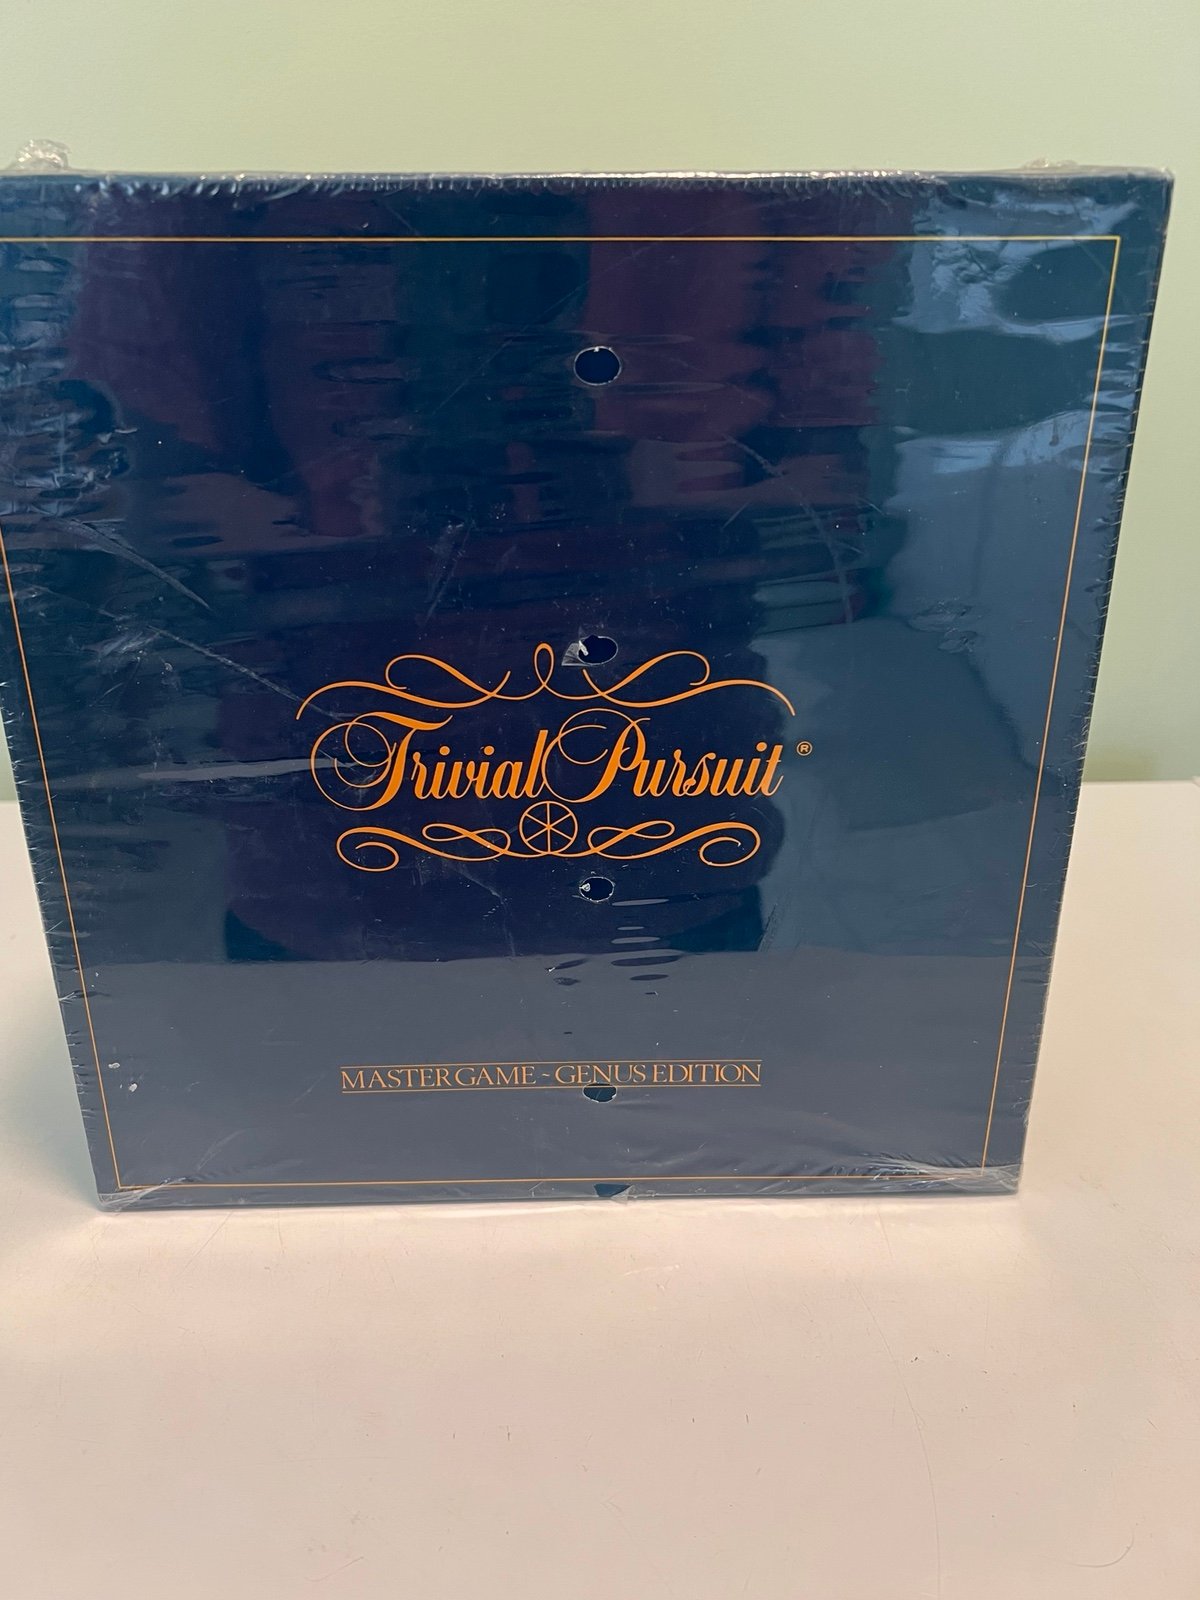 Trivial Pursuit®
MASTER GAME ~ GENUS EDITION